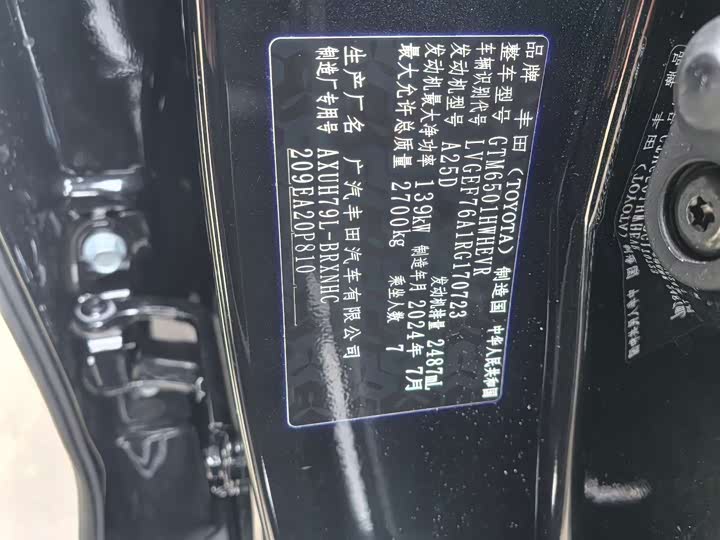 品牌 丰田(TOYOTA) 制造国 中华人民共和国
整车型号 GTM6501HWHEVR
车辆识别代号 LVGEF76A1RG170723
发动机型号 A25D 发动机排量 2487mL
发动机最大净功率 139kW 制造年月 2024年 7月
最大允许总质量 2700kg 乘坐人数 7
生产厂名 广汽丰田汽车有限公司
制造厂专用号 AXUH79L-BRXNHC
209EA20P810